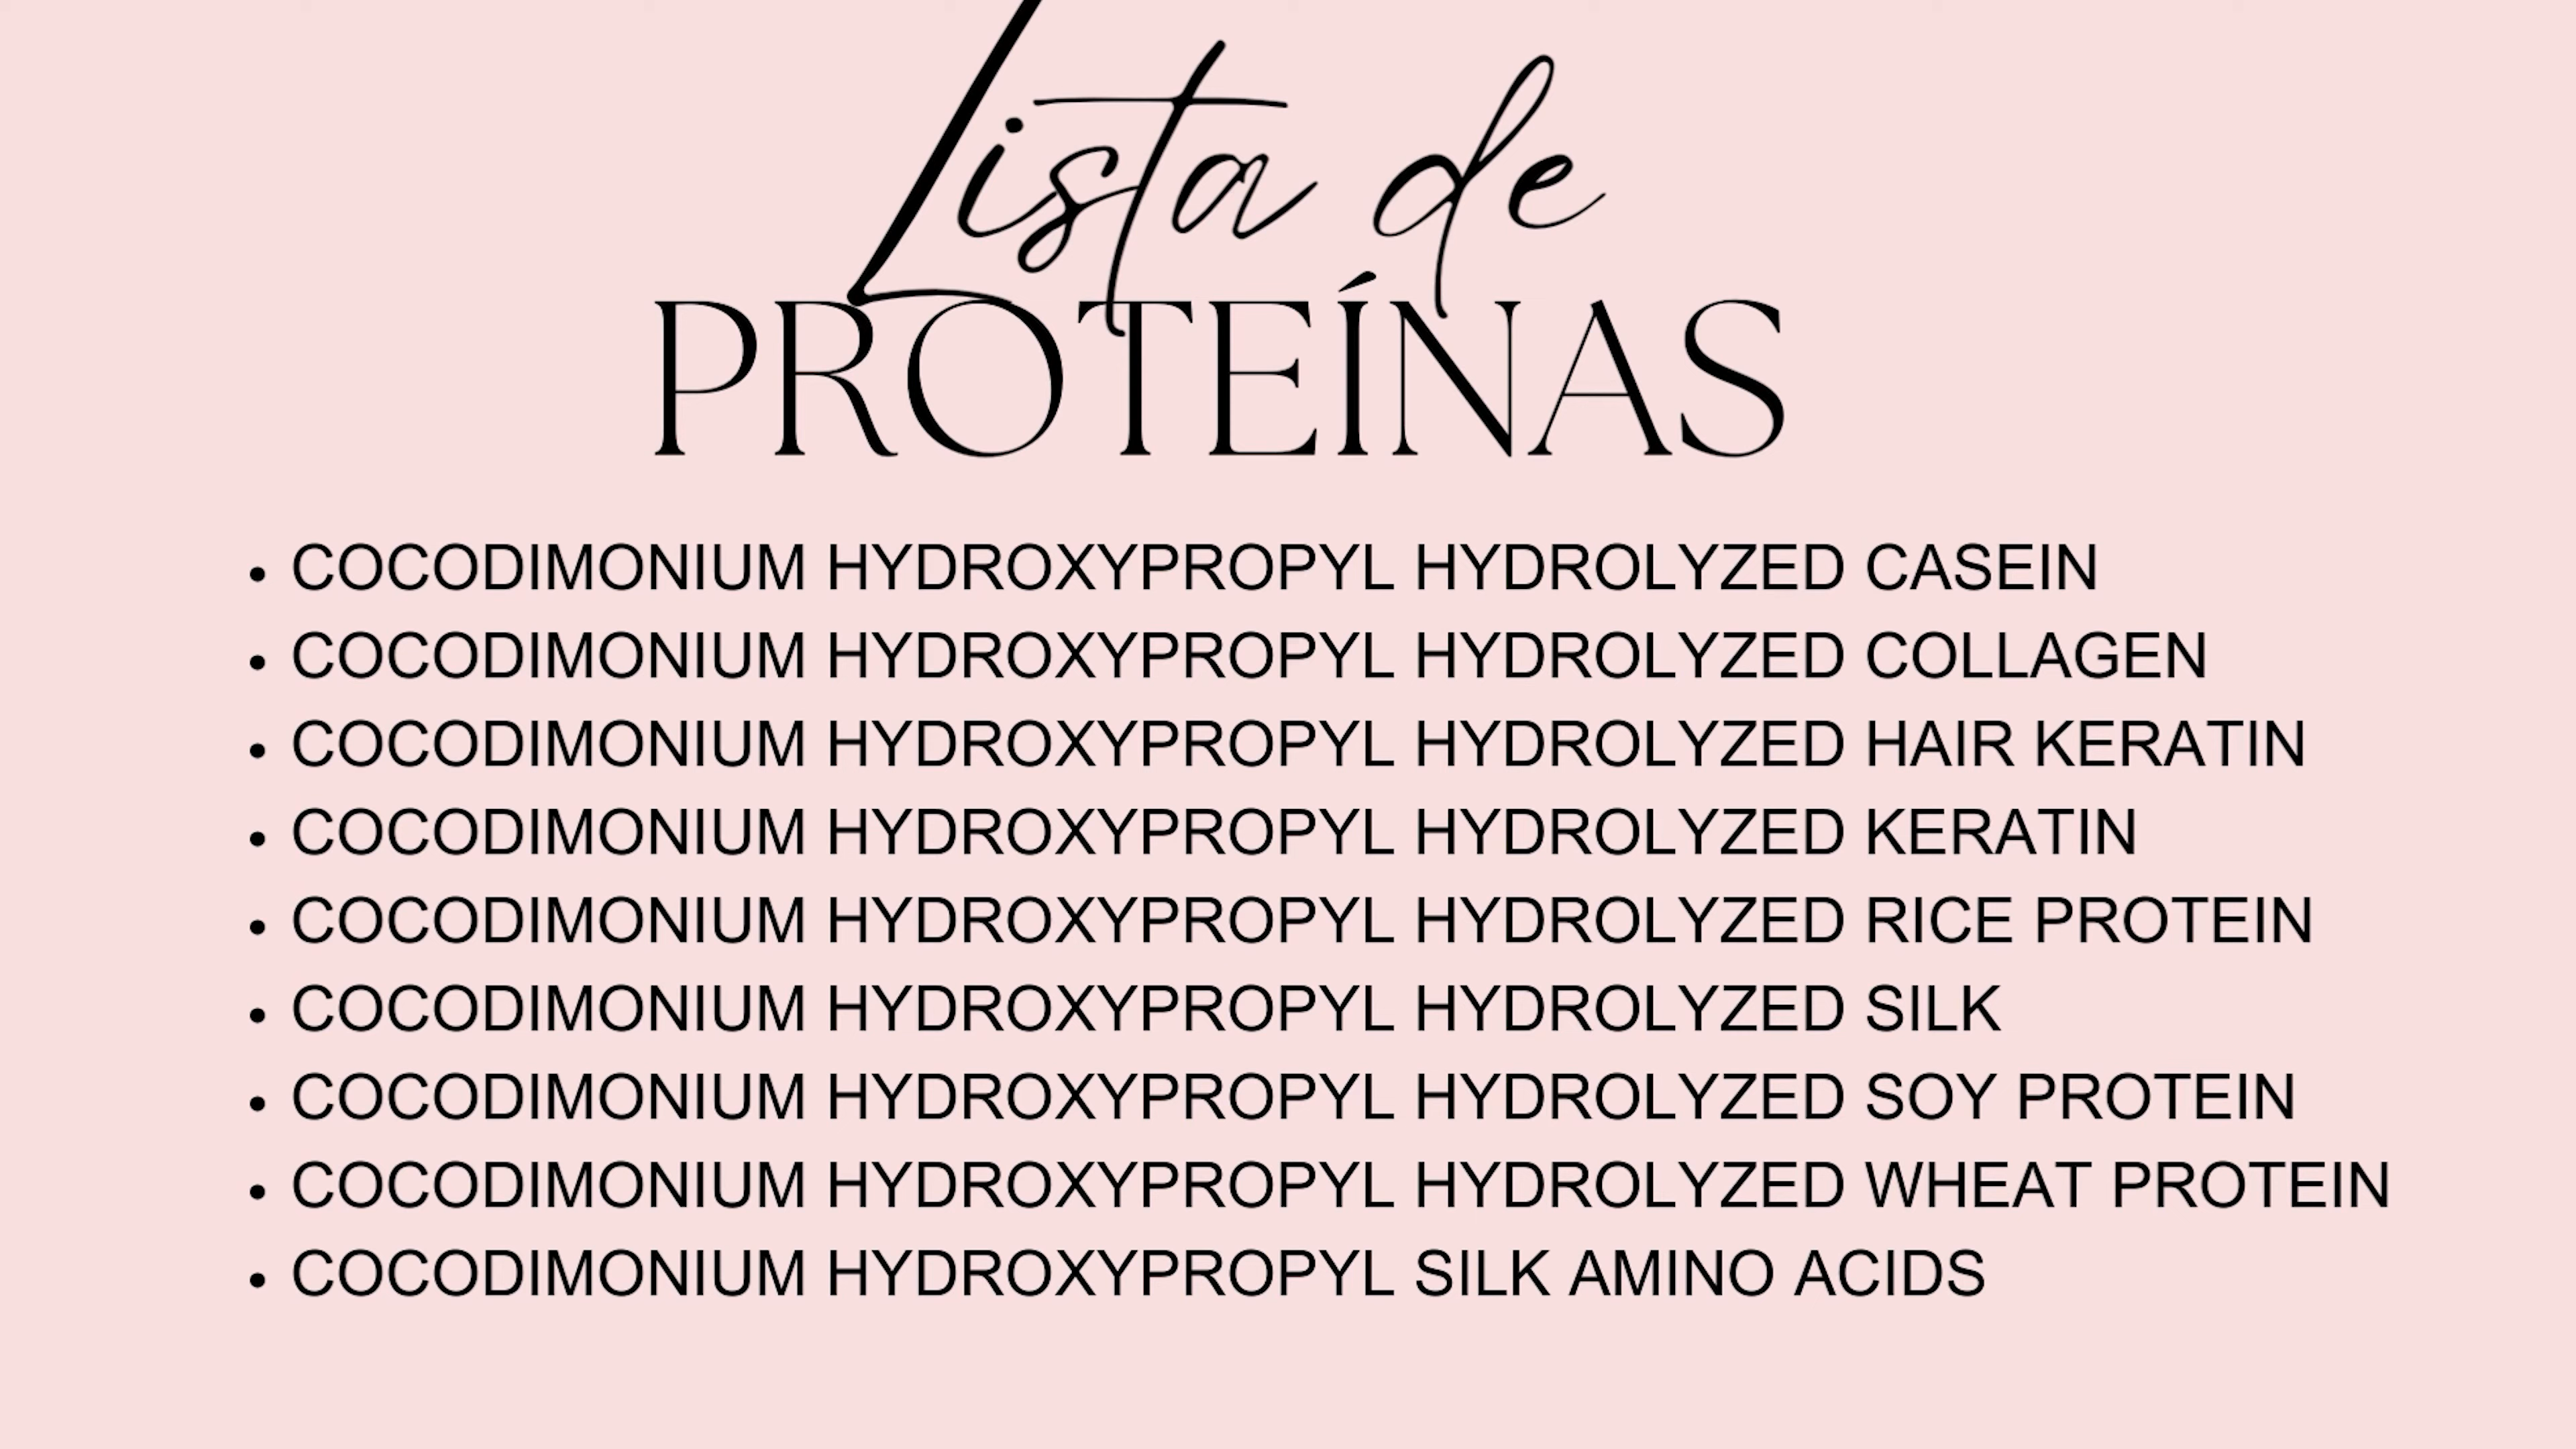 Lista de
PROTEÍNAS
• COCODIMONIUM HYDROXYPROPYL HYDROLYZED CASEIN
• COCODIMONIUM HYDROXYPROPYL HYDROLYZED COLLAGEN
• COCODIMONIUM HYDROXYPROPYL HYDROLYZED HAIR KERATIN
• COCODIMONIUM HYDROXYPROPYL HYDROLYZED KERATIN
• COCODIMONIUM HYDROXYPROPYL HYDROLYZED RICE PROTEIN
• COCODIMONIUM HYDROXYPROPYL HYDROLYZED SILK
• COCODIMONIUM HYDROXYPROPYL HYDROLYZED SOY PROTEIN
• COCODIMONIUM HYDROXYPROPYL HYDROLYZED WHEAT PROTEIN
• COCODIMONIUM HYDROXYPROPYL SILK AMINO ACIDS